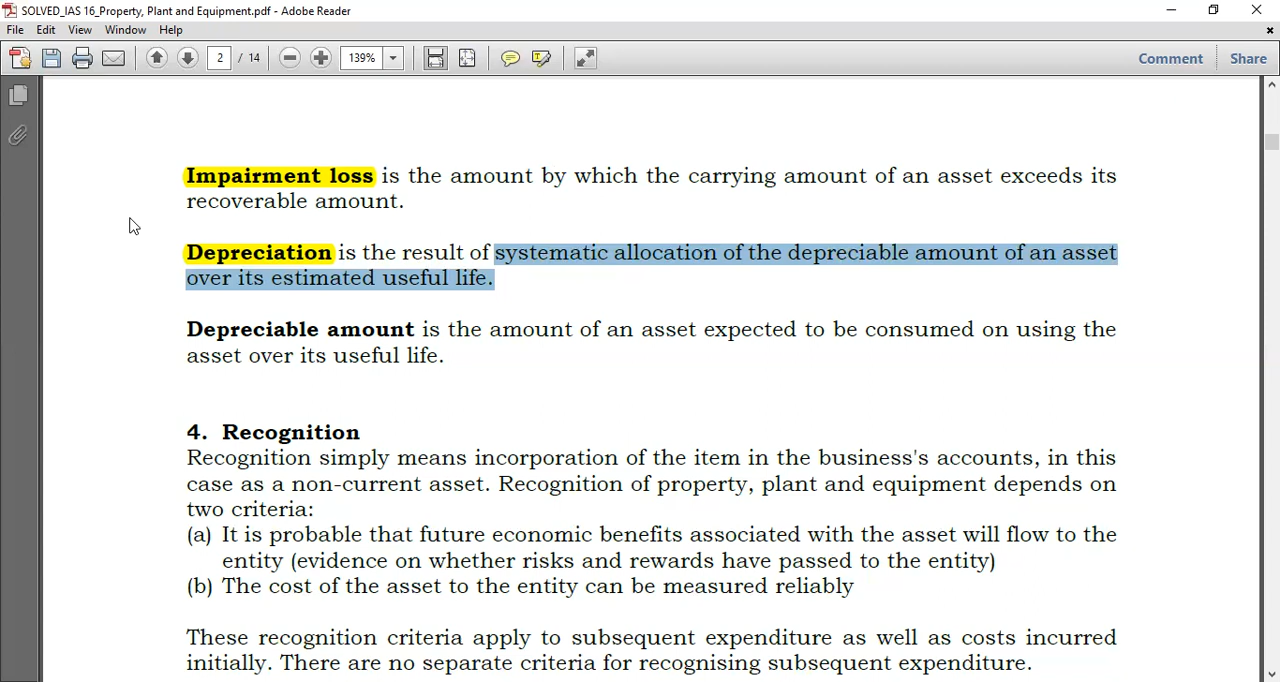 SOLVED_IAS 16_Property, Plant and Equipment.pdf - Adobe Reader
File Edit View Window Help
2 / 14 139% Comment Share
Impairment loss is the amount by which the carrying amount of an asset exceeds its
recoverable amount.
Depreciation is the result of systematic allocation of the depreciable amount of an asset
over its estimated useful life.
Depreciable amount is the amount of an asset expected to be consumed on using the
asset over its useful life.
4. Recognition
Recognition simply means incorporation of the item in the business's accounts, in this
case as a non-current asset. Recognition of property, plant and equipment depends on
two criteria:
(a) It is probable that future economic benefits associated with the asset will flow to the
entity (evidence on whether risks and rewards have passed to the entity)
(b) The cost of the asset to the entity can be measured reliably
These recognition criteria apply to subsequent expenditure as well as costs incurred
initially. There are no separate criteria for recognising subsequent expenditure.